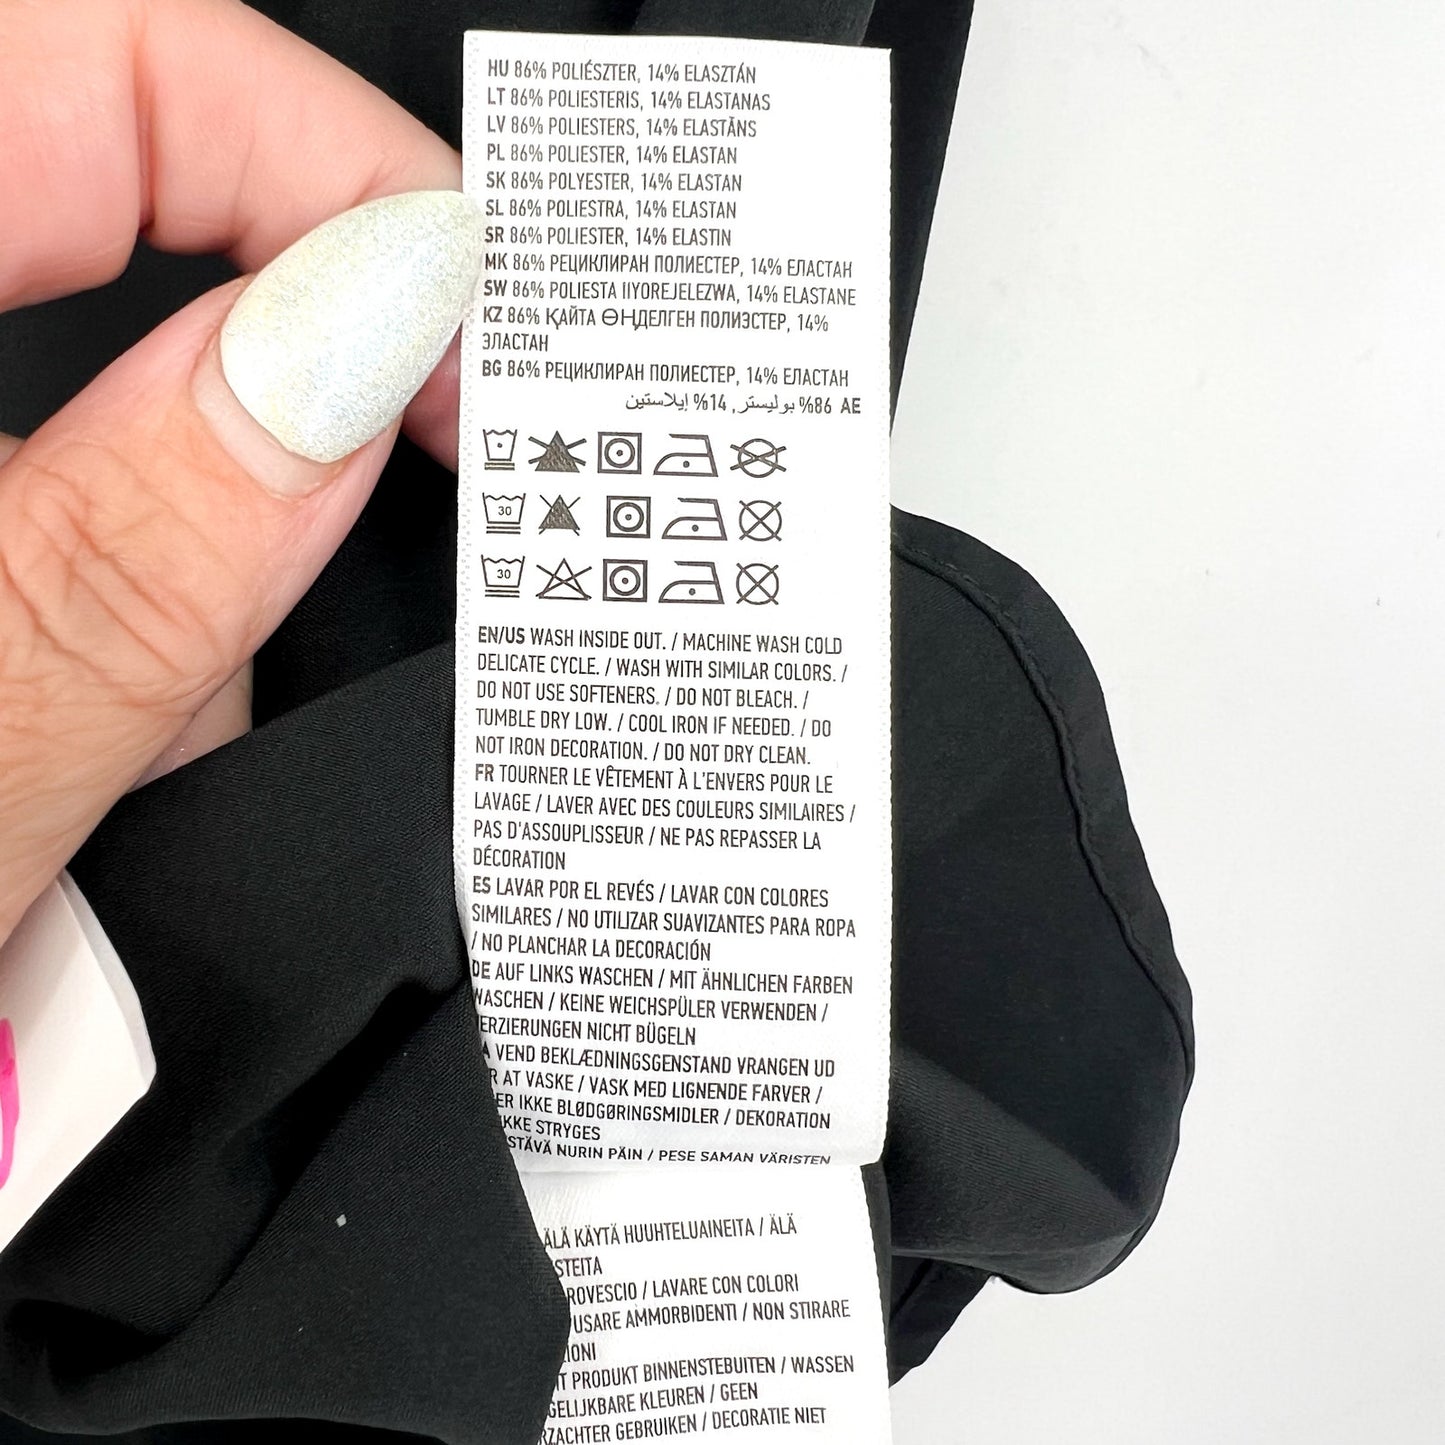 HU 86% POLIÉSZTER, 14% ELASZTÁN
LT 86% POLIESTERIS, 14% ELASTANAS
LV 86% POLIESTERS, 14% ELASTĀNS
PL 86% POLIESTER, 14% ELASTAN
SK 86% POLYESTER, 14% ELASTAN
SL 86% POLIESTRA, 14% ELASTAN
SR 86% POLIESTER, 14% ELASTIN
MK 86% РЕЦИКЛИРАН ПОЛИЕСТЕР, 14% ЕЛАСТАН
SW 86% POLIESTA IIYOREJELEZWA, 14% ELASTANE
KZ 86% ҚАЙТА ӨҢДЕЛГЕН ПОЛИЭСТЕР, 14%
ЭЛАСТАН
BG 86% РЕЦИКЛИРАН ПОЛИЕСТЕР, 14% ЕЛАСТАН
AE 86% بوليستر, 14% إيلاستين
30
30
EN/US WASH INSIDE OUT. / MACHINE WASH COLD
DELICATE CYCLE. / WASH WITH SIMILAR COLORS. /
DO NOT USE SOFTENERS. / DO NOT BLEACH. /
TUMBLE DRY LOW. / COOL IRON IF NEEDED. / DO
NOT IRON DECORATION. / DO NOT DRY CLEAN.
FR TOURNER LE VÊTEMENT À L'ENVERS POUR LE
LAVAGE / LAVER AVEC DES COULEURS SIMILAIRES /
PAS D'ASSOUPLISSEUR / NE PAS REPASSER LA
DÉCORATION
ES LAVAR POR EL REVÉS / LAVAR CON COLORES
SIMILARES / NO UTILIZAR SUAVIZANTES PARA ROPA
/ NO PLANCHAR LA DECORACIÓN
DE AUF LINKS WASCHEN / MIT ÄHNLICHEN FARBEN
WASCHEN / KEINE WEICHSPÜLER VERWENDEN /
ERZIERUNGEN NICHT BÜGELN
A VEND BEKLÆDNINGSGENSTAND VRANGEN UD
R AT VASKE / VASK MED LIGNENDE FARVER /
ER IKKE BLØDGØRINGSMIDLER / DEKORATION
KKE STRYGES
STÄVÄ NURIN PÄIN / PESE SAMAN VÄRISTEN
ÄLÄ KÄYTÄ HUUHTELUAINEITA / ÄLÄ
STEITA
ROVESCIO / LAVARE CON COLORI
USARE AMMORBIDENTI / NON STIRARE
IONI
T PRODUKT BINNENSTEBUITEN / WASSEN
GELIJKBARE KLEUREN / GEEN
RZACHTER GEBRUIKEN / DECORATIE NIET